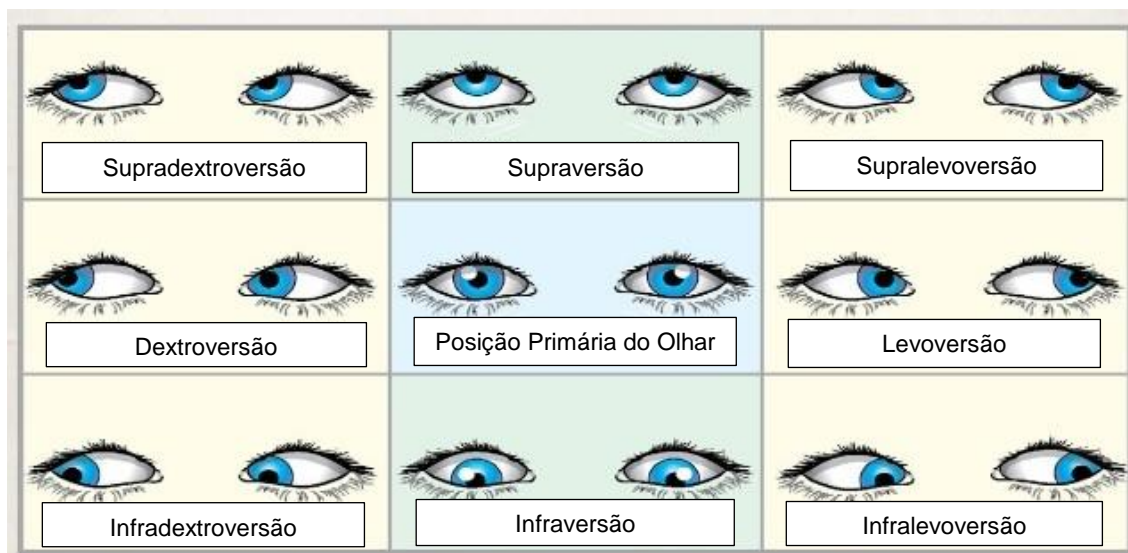 Supradextroversão
Supraversão
Supralevoversão
Dextroversão
Posição Primária do Olhar
Levoversão
Infradextroversão
Infraversão
Infralevoversão